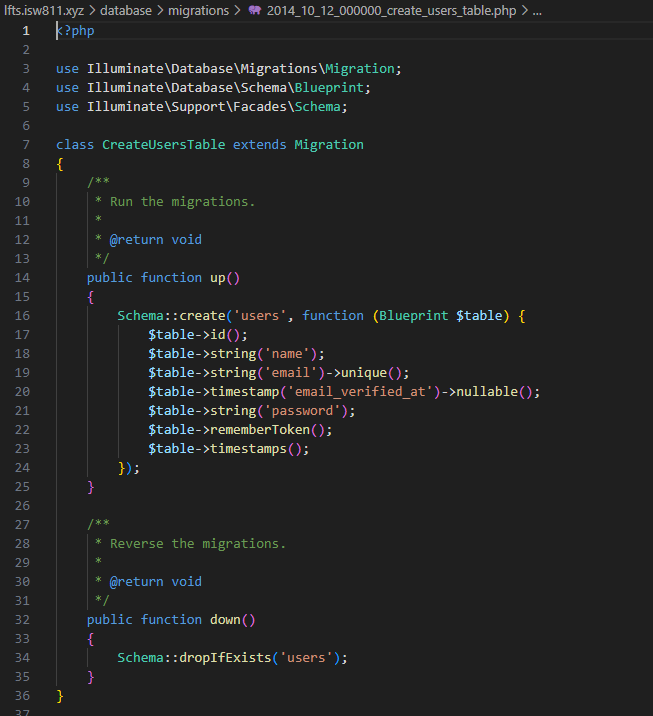 lfts.isw811.xyz > database > migrations > 2014_10_12_000000_create_users_table.php > ...
1 <?php
2
3 use Illuminate\Database\Migrations\Migration;
4 use Illuminate\Database\Schema\Blueprint;
5 use Illuminate\Support\Facades\Schema;
6
7 class CreateUsersTable extends Migration
8 {
9     /**
10      * Run the migrations.
11      *
12      * @return void
13      */
14     public function up()
15     {
16         Schema::create('users', function (Blueprint $table) {
17             $table->id();
18             $table->string('name');
19             $table->string('email')->unique();
20             $table->timestamp('email_verified_at')->nullable();
21             $table->string('password');
22             $table->rememberToken();
23             $table->timestamps();
24         });
25     }
26
27     /**
28      * Reverse the migrations.
29      *
30      * @return void
31      */
32     public function down()
33     {
34         Schema::dropIfExists('users');
35     }
36 }
37